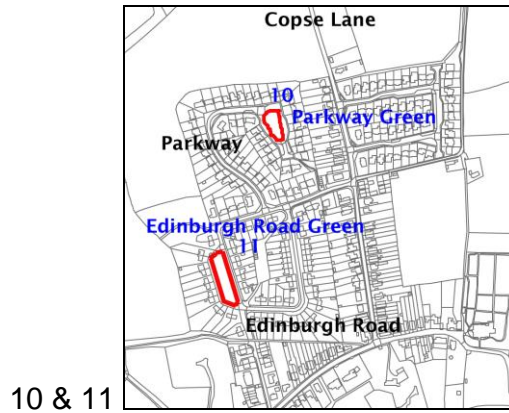 Copse Lane
10
Parkway Green
Parkway
Edinburgh Road Green
11
Edinburgh Road
10 & 11